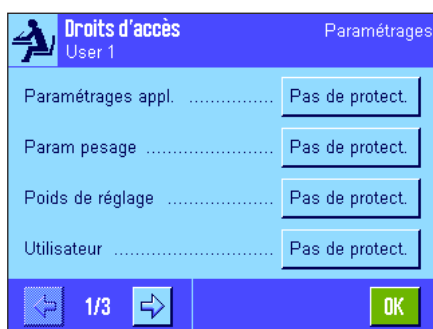 Droits d'accès
Paramétrages
User 1
Paramétrages appl. ................ Pas de protect.
Param pesage ........................ Pas de protect.
Poids de réglage .................... Pas de protect.
Utilisateur .............................. Pas de protect.
1/3
OK